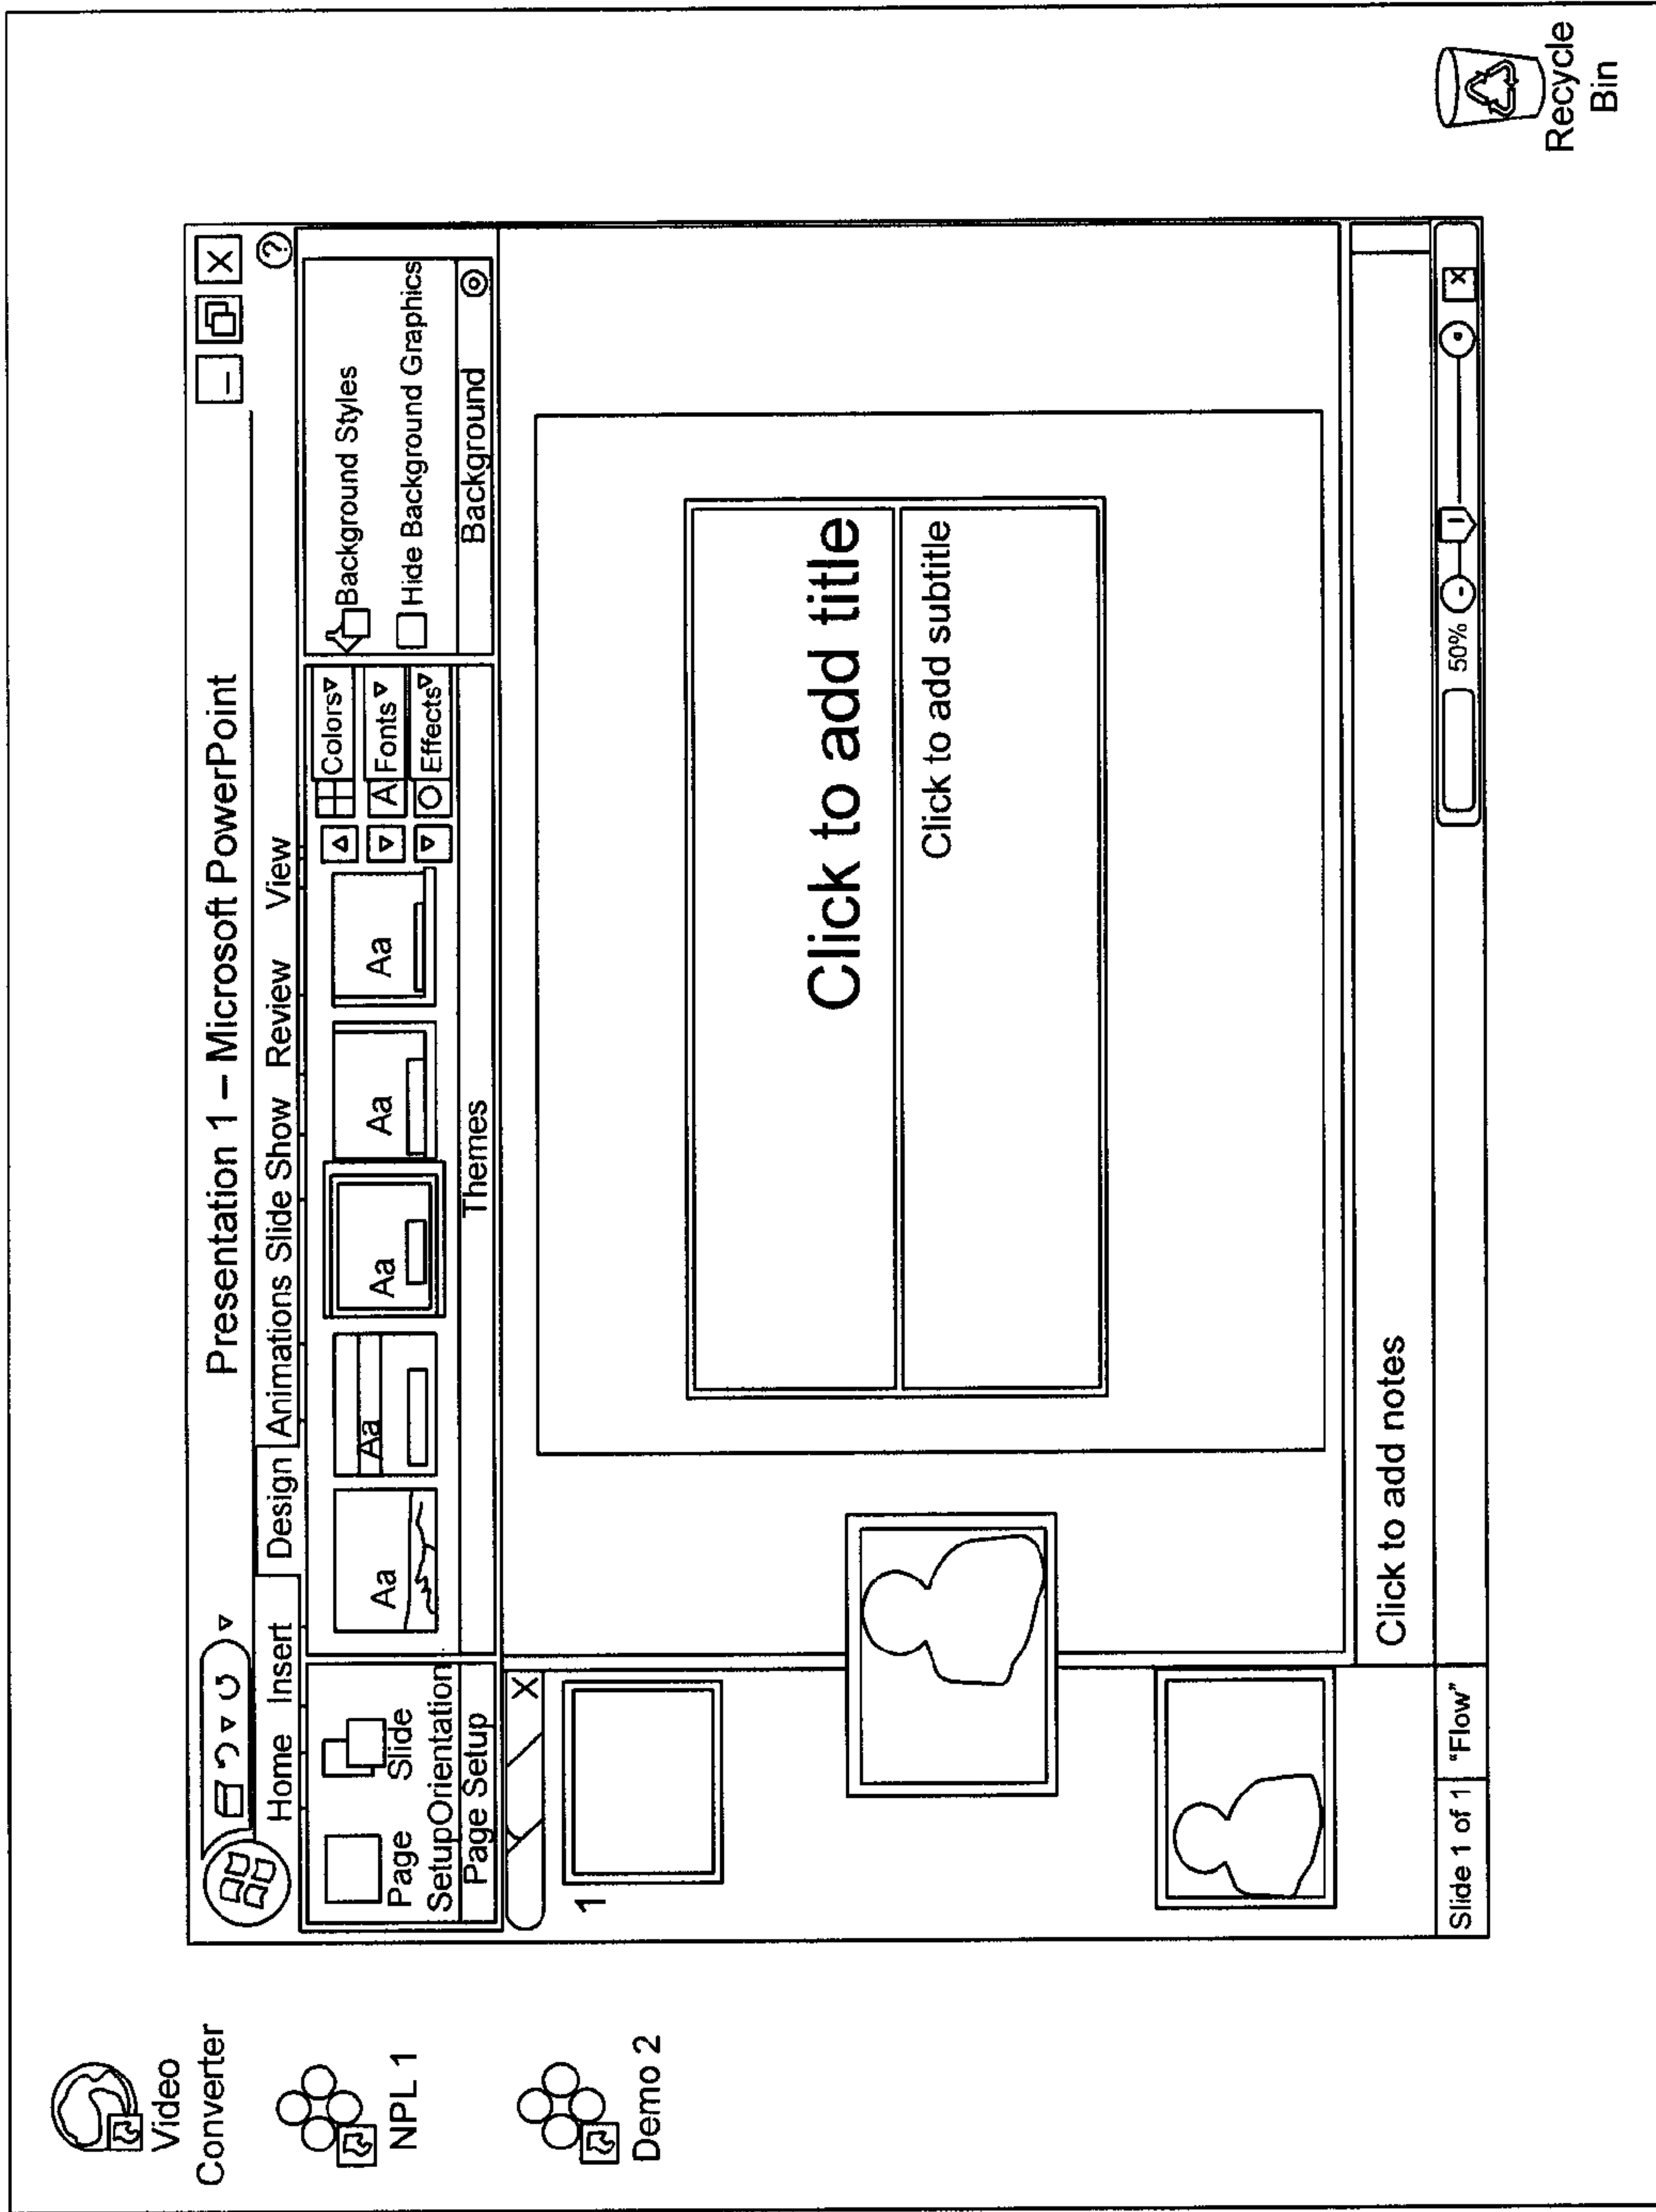 Video
Converter
NPL 1
Demo 2
Presentation 1 – Microsoft PowerPoint
Home Insert Design Animations Slide Show Review View
Page Slide
Setup Orientation
Page Setup
Aa Aa Aa Aa Aa
Colors
A Fonts
Effects
Themes
Background Styles
Hide Background Graphics
Background
1
Click to add title
Click to add subtitle
Click to add notes
Slide 1 of 1 "Flow" 50%
Recycle
Bin